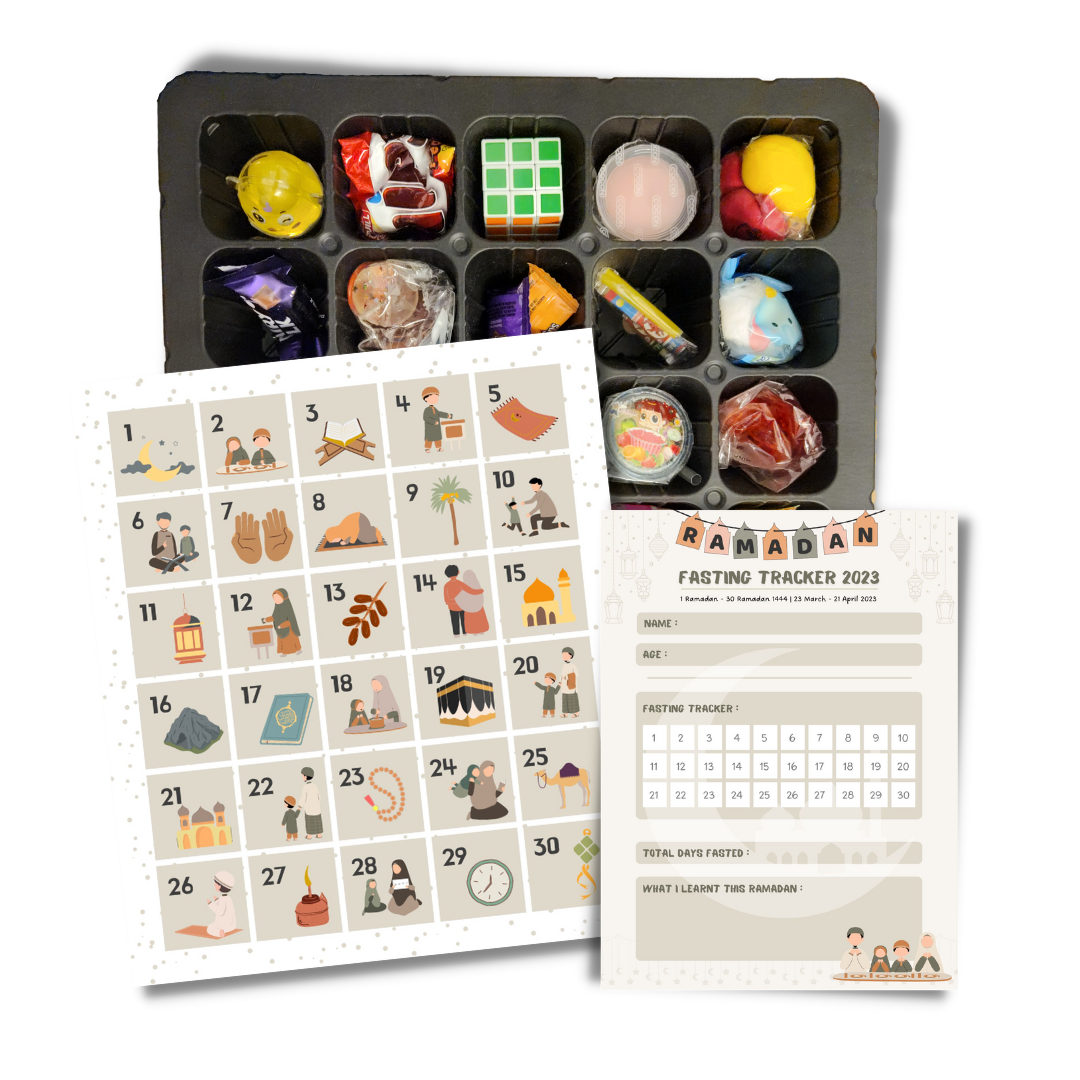 1 2 3 4 5
6 7 8 9 10
11 12 13 14 15
16 17 18 19 20
21 22 23 24 25
26 27 28 29 30
RAMADAN
FASTING TRACKER 2023
1 Ramadan - 30 Ramadan 1444 | 23 March - 21 April 2023
NAME :
AGE :
FASTING TRACKER :
1 2 3 4 5 6 7 8 9 10
11 12 13 14 15 16 17 18 19 20
21 22 23 24 25 26 27 28 29 30
TOTAL DAYS FASTED :
WHAT I LEARNT THIS RAMADAN :